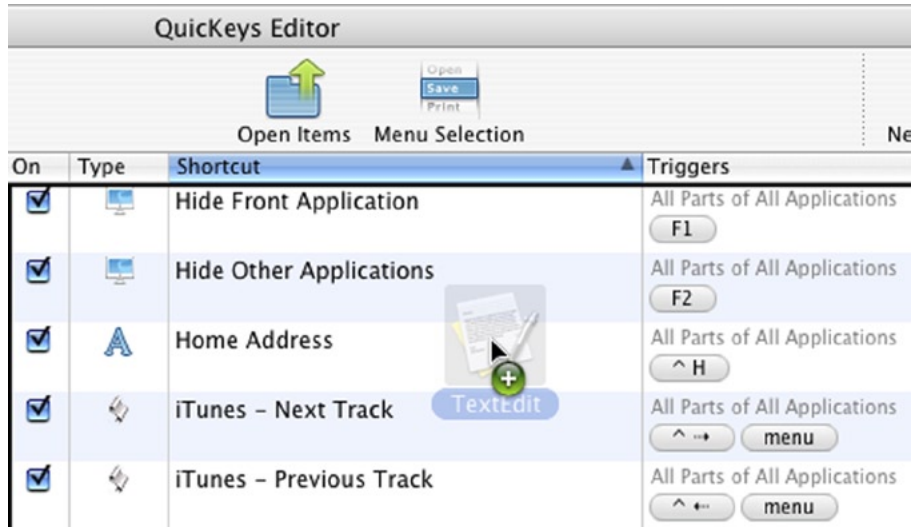 QuicKeys Editor
Open
Save
Print
Open Items Menu Selection Ne
On Type Shortcut Triggers
Hide Front Application All Parts of All Applications
F1
Hide Other Applications All Parts of All Applications
F2
Home Address All Parts of All Applications
^ H
iTunes – Next Track All Parts of All Applications
TextEdit
^ ⇢ menu
iTunes – Previous Track All Parts of All Applications
^ ⇠ menu